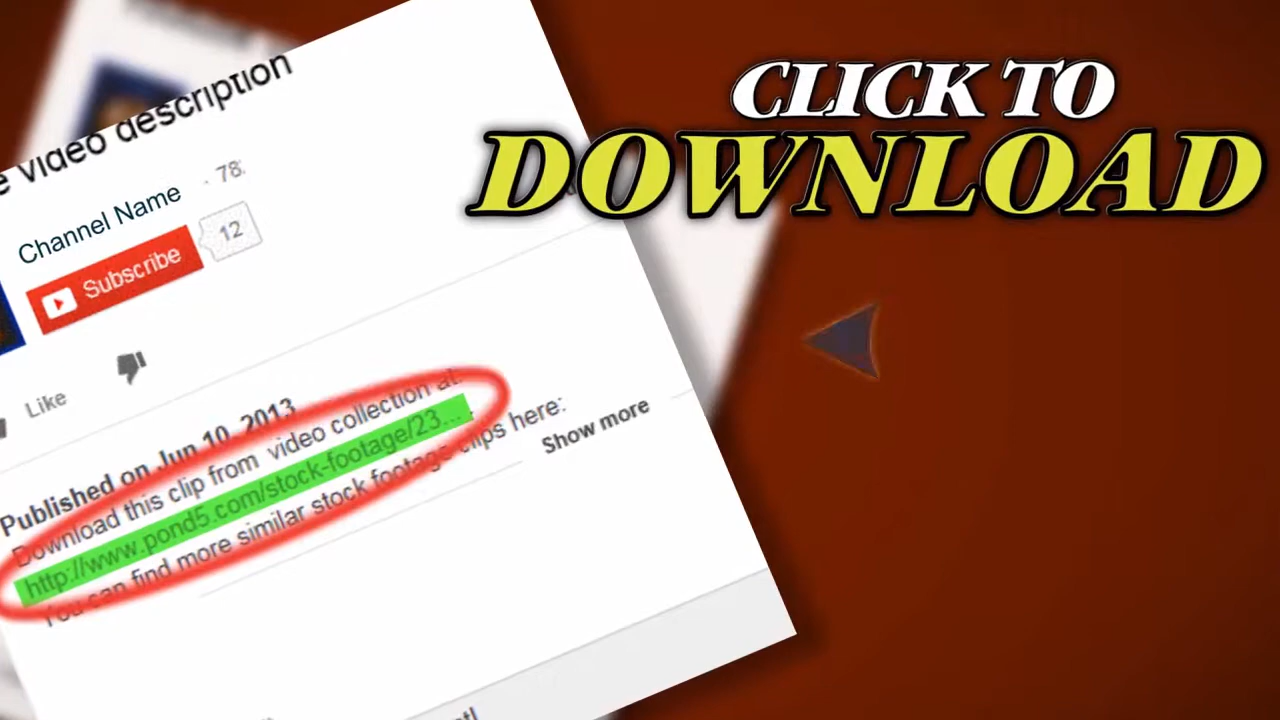 CLICK TO
DOWNLOAD
e video description
Channel Name
Subscribe
12
Like
Published on Jun 10, 2013
Download this clip from video collection at
http://www.pond5.com/stock-footage/23...
You can find more similar stock footage clips here:
Show more